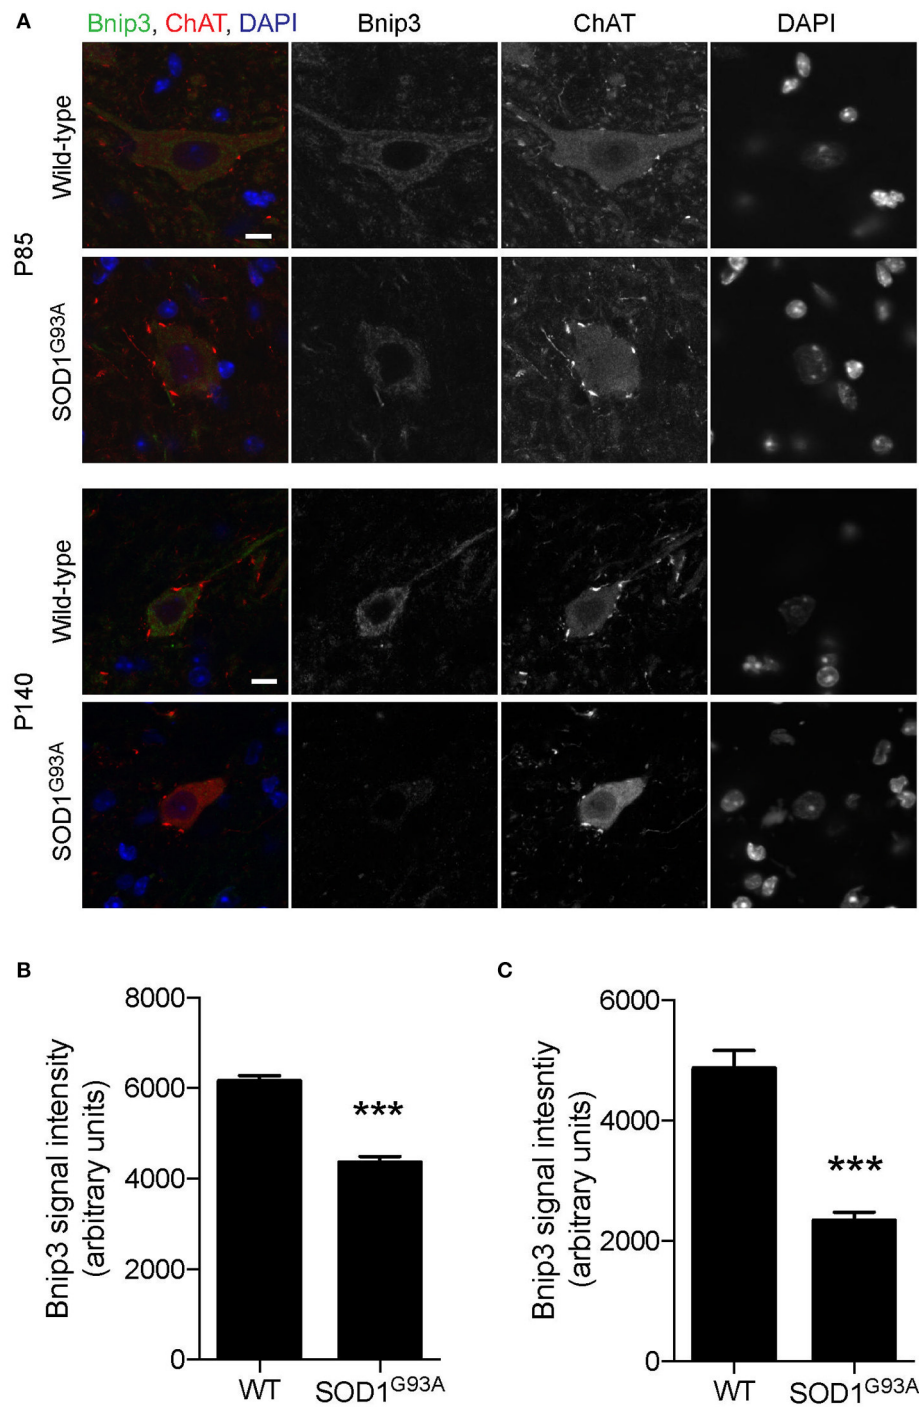 A
Bnip3, ChAT, DAPI
Bnip3
ChAT
DAPI
P85
Wild-type
SOD1G93A
P140
Wild-type
SOD1G93A
B
Bnip3 signal intensity
(arbitrary units)
8000
6000
4000
2000
0
***
WT
SOD1G93A
C
Bnip3 signal intesntiy
(arbitrary units)
6000
4000
2000
0
***
WT
SOD1G93A